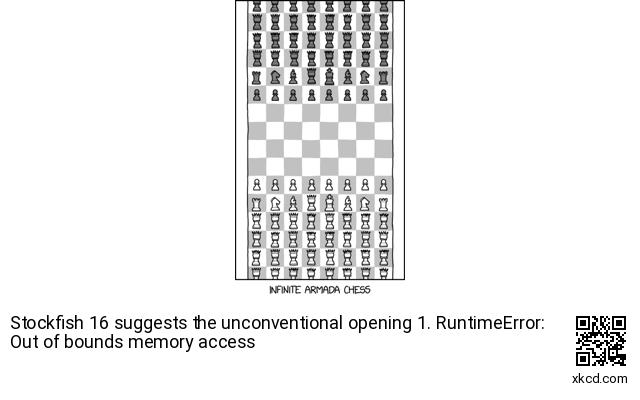 INFINITE ARMADA CHESS
Stockfish 16 suggests the unconventional opening 1. RuntimeError:
Out of bounds memory access
xkcd.com